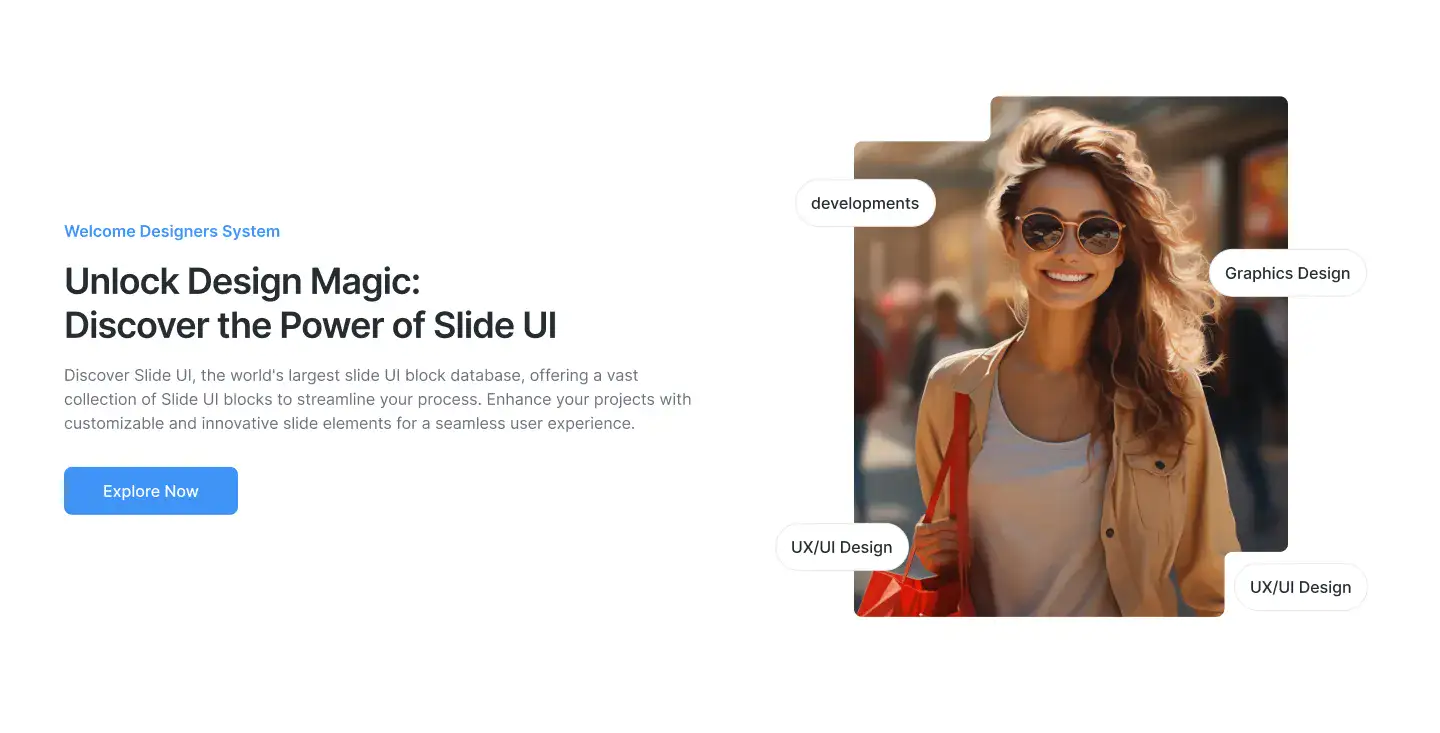 Welcome Designers System
Unlock Design Magic:
Discover the Power of Slide UI
Discover Slide UI, the world's largest slide UI block database, offering a vast
collection of Slide UI blocks to streamline your process. Enhance your projects with
customizable and innovative slide elements for a seamless user experience.
Explore Now
developments
Graphics Design
UX/UI Design
UX/UI Design